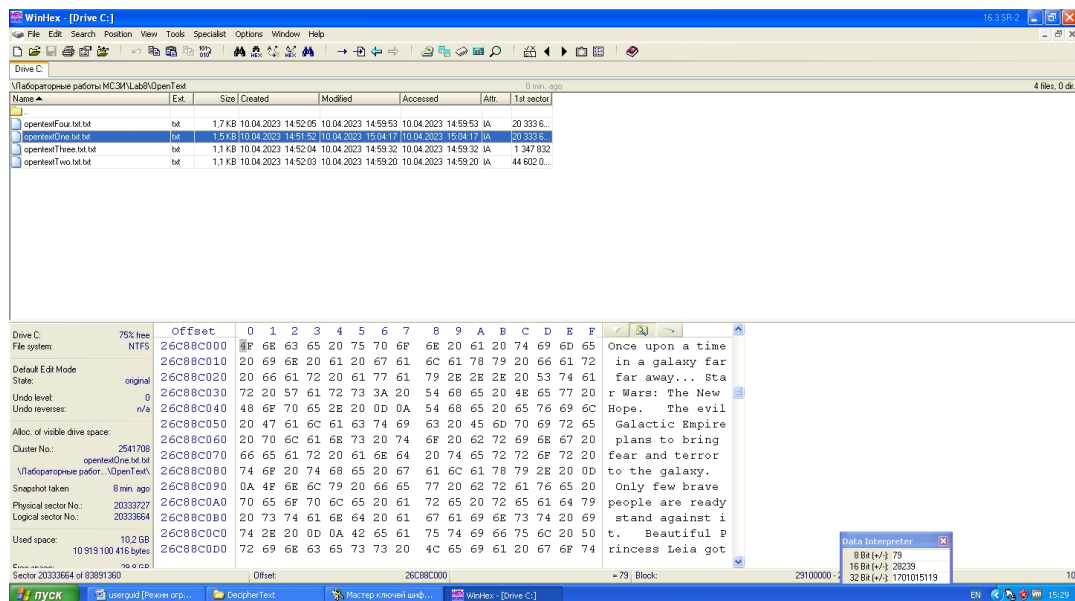 WinHex - [Drive C:]
16.3 SR-2
File Edit Search Position View Tools Specialist Options Window Help
Drive C:
\Лабораторные работы МСЗИ\Lab8\OpenText
8 min. ago
4 files, 0 dir.
Name Ext. Size Created Modified Accessed Attr. 1st sector
..
opentextFour.txt.txt txt 1,7 KB 10.04.2023 14:52:05 10.04.2023 14:59:53 10.04.2023 14:59:53 IA 20 333 6...
opentextOne.txt.txt txt 1,5 KB 10.04.2023 14:51:52 10.04.2023 15:04:17 10.04.2023 15:04:17 IA 20 333 6...
opentextThree.txt.txt txt 1,1 KB 10.04.2023 14:52:04 10.04.2023 14:59:32 10.04.2023 14:59:32 IA 1 347 832
opentextTwo.txt.txt txt 1,1 KB 10.04.2023 14:52:03 10.04.2023 14:59:20 10.04.2023 14:59:20 IA 44 602 0...
Drive C: 75% free
File system: NTFS
Default Edit Mode
State: original
Undo level: 0
Undo reverses: n/a
Alloc. of visible drive space:
Cluster No.: 2541708
opentextOne.txt.txt
\Лабораторные работ...\OpenText\
Snapshot taken 8 min. ago
Physical sector No.: 20333727
Logical sector No.: 20333664
Used space: 10,2 GB
10 919 100 416 bytes
Offset 0 1 2 3 4 5 6 7 8 9 A B C D E F
26C88C000 4F 6E 63 65 20 75 70 6F 6E 20 61 20 74 69 6D 65 Once upon a time
26C88C010 20 69 6E 20 61 20 67 61 6C 61 78 79 20 66 61 72 in a galaxy far
26C88C020 20 66 61 72 20 61 77 61 79 2E 2E 2E 20 53 74 61 far away... Sta
26C88C030 72 20 57 61 72 73 3A 20 54 68 65 20 4E 65 77 20 r Wars: The New
26C88C040 48 6F 70 65 2E 20 0D 0A 54 68 65 20 65 76 69 6C Hope. The evil
26C88C050 20 47 61 6C 61 63 74 69 63 20 45 6D 70 69 72 65 Galactic Empire
26C88C060 20 70 6C 61 6E 73 20 74 6F 20 62 72 69 6E 67 20 plans to bring
26C88C070 66 65 61 72 20 61 6E 64 20 74 65 72 72 6F 72 20 fear and terror
26C88C080 74 6F 20 74 68 65 20 67 61 6C 61 78 79 2E 20 0D to the galaxy.
26C88C090 0A 4F 6E 6C 79 20 66 65 77 20 62 72 61 76 65 20 Only few brave
26C88C0A0 70 65 6F 70 6C 65 20 61 72 65 20 72 65 61 64 79 people are ready
26C88C0B0 20 73 74 61 6E 64 20 61 67 61 69 6E 73 74 20 69 stand against i
26C88C0C0 74 2E 20 0D 0A 42 65 61 75 74 69 66 75 6C 20 50 t. Beautiful P
26C88C0D0 72 69 6E 63 65 73 73 20 4C 65 69 61 20 67 6F 74 rincess Leia got
Data Interpreter
8 Bit (+/-): 79
16 Bit (+/-): 28239
32 Bit (+/-): 1701015119
Sector 20333664 of 83891360 Offset: 26C88C000 = 79 Block: 29100000 - 10
пуск userguid [Режим огр... DecipherText Мастер ключей шиф... WinHex - [Drive C:] EN 15:29